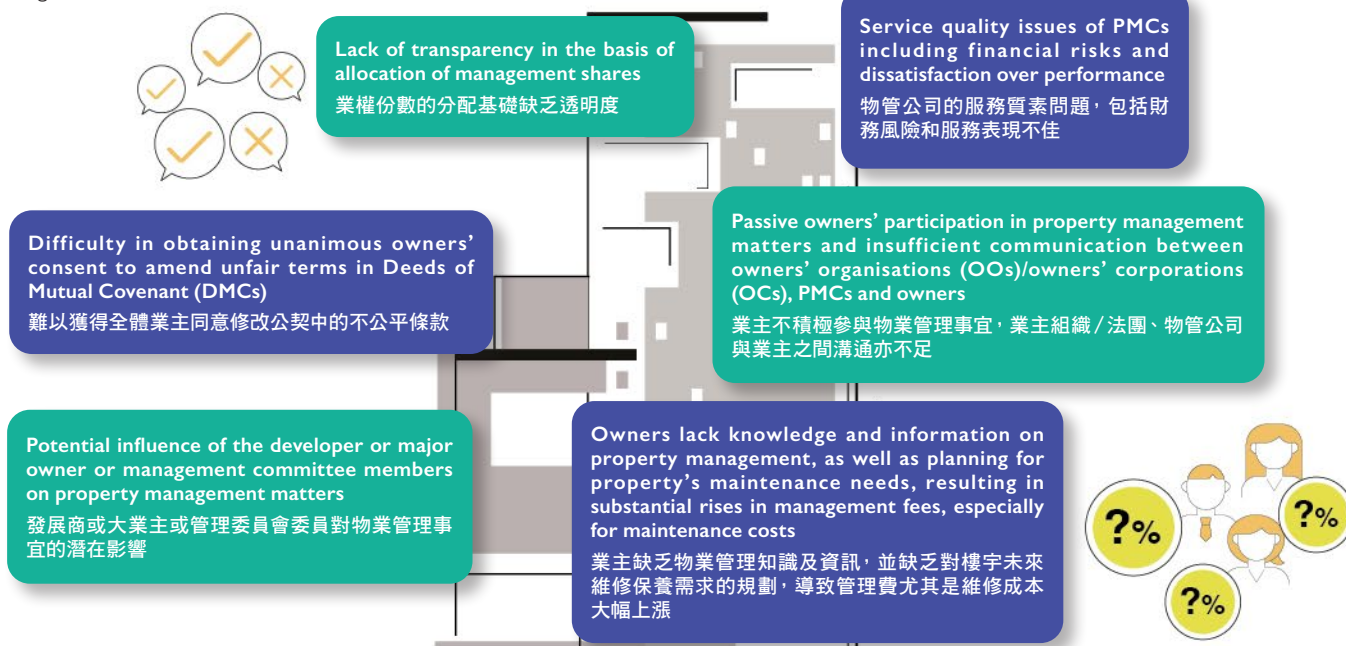 Lack of transparency in the basis of
allocation of management shares
業權份數的分配基礎缺乏透明度
Service quality issues of PMCs
including financial risks and
dissatisfaction over performance
物管公司的服務質素問題，包括財
務風險和服務表現不佳
Difficulty in obtaining unanimous owners'
consent to amend unfair terms in Deeds of
Mutual Covenant (DMCs)
難以獲得全體業主同意修改公契中的不公平條款
Passive owners' participation in property management
matters and insufficient communication between
owners' organisations (OOs)/owners' corporations
(OCs), PMCs and owners
業主不積極參與物業管理事宜，業主組織/法團、物管公司
與業主之間溝通亦不足
Potential influence of the developer or major
owner or management committee members
on property management matters
發展商或大業主或管理委員會委員對物業管理事
宜的潛在影響
Owners lack knowledge and information on
property management, as well as planning for
property's maintenance needs, resulting in
substantial rises in management fees, especially
for maintenance costs
業主缺乏物業管理知識及資訊，並缺乏對樓宇未來
維修保養需求的規劃，導致管理費尤其是維修成本
大幅上漲
?%
?%
?%